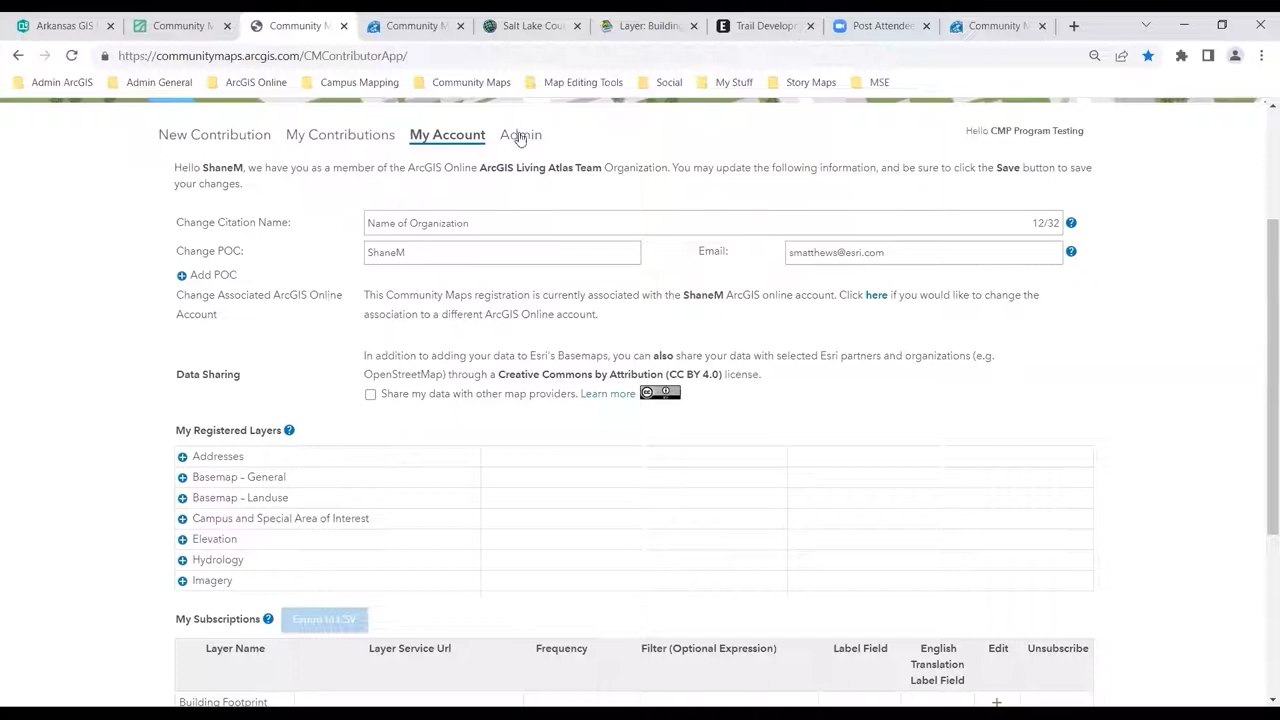 Arkansas GIS
Community M
Community M
Community M
Salt Lake Cou
Layer: Building
Trail Develop
Post Attende
Community M
https://communitymaps.arcgis.com/CMContributorApp/
Admin ArcGIS
Admin General
ArcGIS Online
Campus Mapping
Community Maps
Map Editing Tools
Social
My Stuff
Story Maps
MSE
New Contribution
My Contributions
My Account
Admin
Hello CMP Program Testing
Hello ShaneM, we have you as a member of the ArcGIS Online ArcGIS Living Atlas Team Organization. You may update the following information, and be sure to click the Save button to save
your changes.
Change Citation Name:
Name of Organization
12/32
Change POC:
ShaneM
Email:
smatthews@esri.com
Add POC
Change Associated ArcGIS Online
Account
This Community Maps registration is currently associated with the ShaneM ArcGIS online account. Click here if you would like to change the
association to a different ArcGIS Online account.
Data Sharing
In addition to adding your data to Esri's Basemaps, you can also share your data with selected Esri partners and organizations (e.g.
OpenStreetMap) through a Creative Commons by Attribution (CC BY 4.0) license.
Share my data with other map providers. Learn more
My Registered Layers
Addresses
Basemap – General
Basemap – Landuse
Campus and Special Area of Interest
Elevation
Hydrology
Imagery
My Subscriptions
Export to CSV
Layer Name
Layer Service Url
Frequency
Filter (Optional Expression)
Label Field
English
Translation
Label Field
Edit
Unsubscribe
Building Footprint